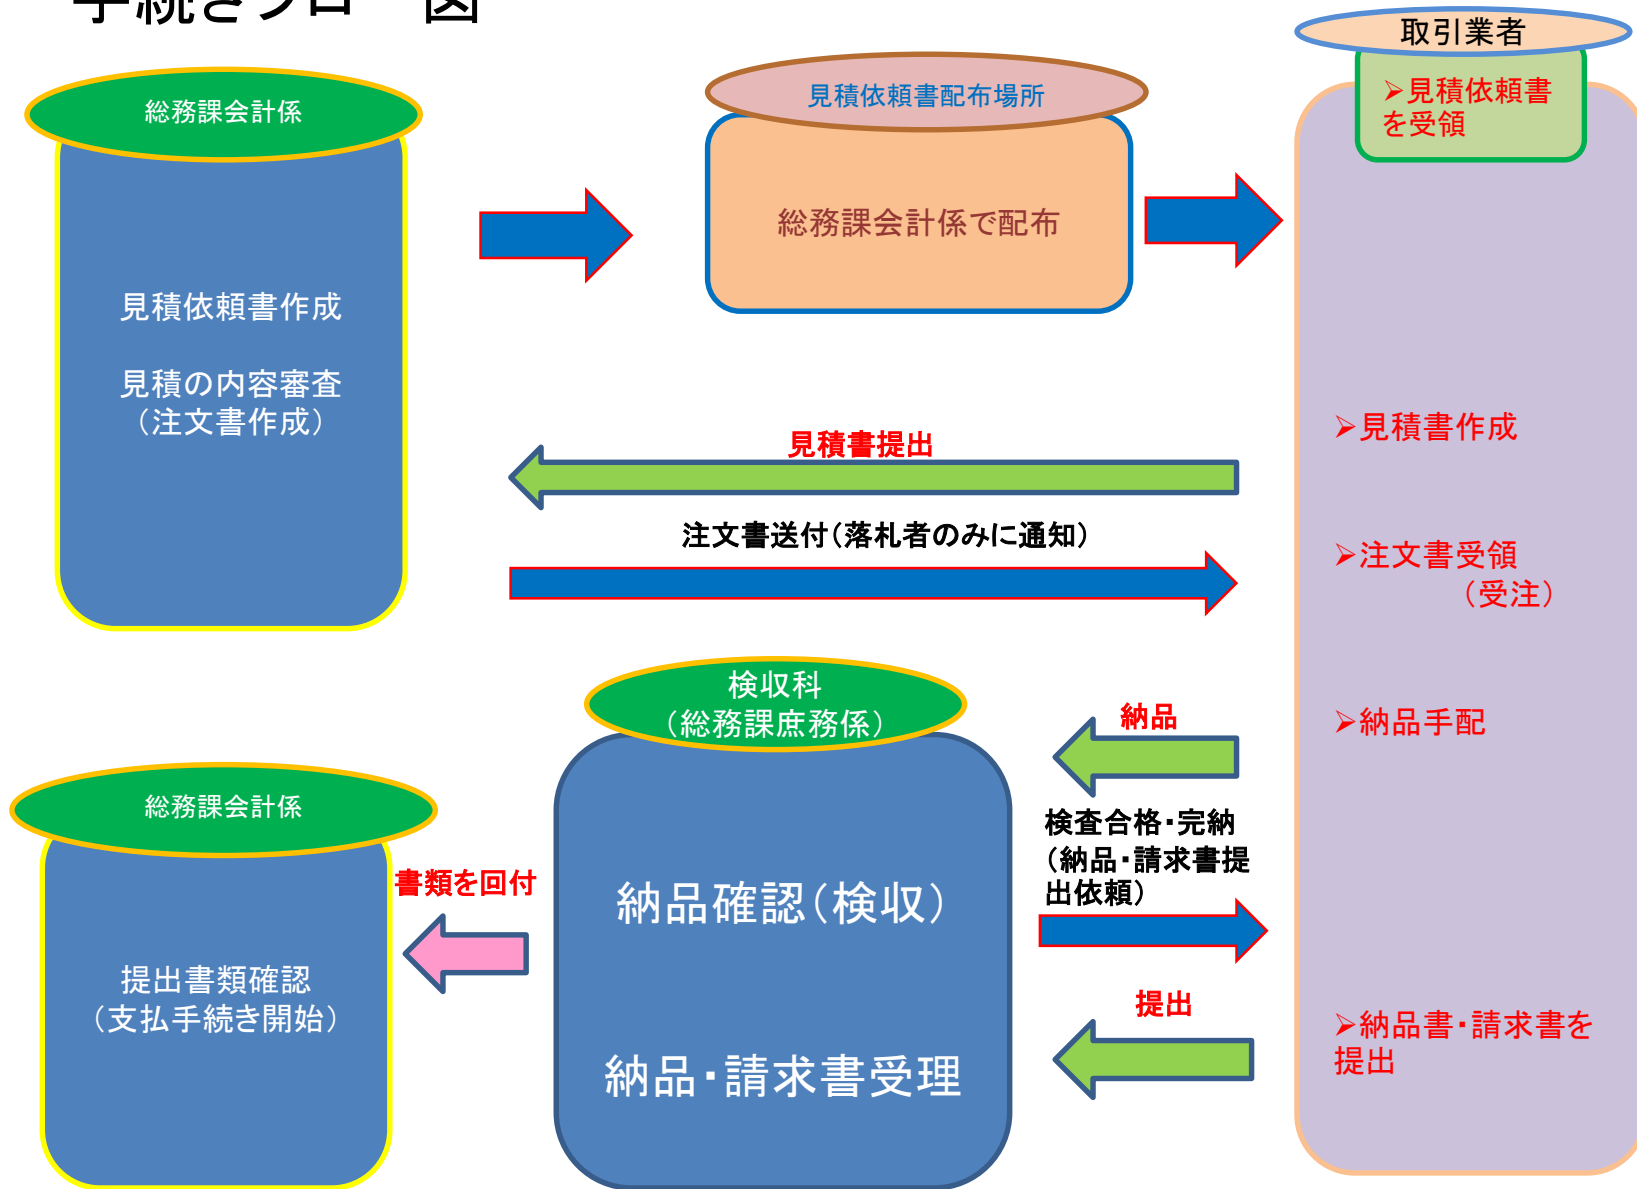 手続きフロー図
総務課会計係
見積依頼書作成
見積の内容審査
（注文書作成）
見積依頼書配布場所
総務課会計係で配布
取引業者
➢見積依頼書
を受領
➢見積書作成
➢注文書受領
（受注）
➢納品手配
➢納品書・請求書を
提出
見積書提出
注文書送付（落札者のみに通知）
検収科
（総務課庶務係）
納品確認（検収）
納品・請求書受理
納品
検査合格・完納
（納品・請求書提
出依頼）
提出
書類を回付
総務課会計係
提出書類確認
（支払手続き開始）